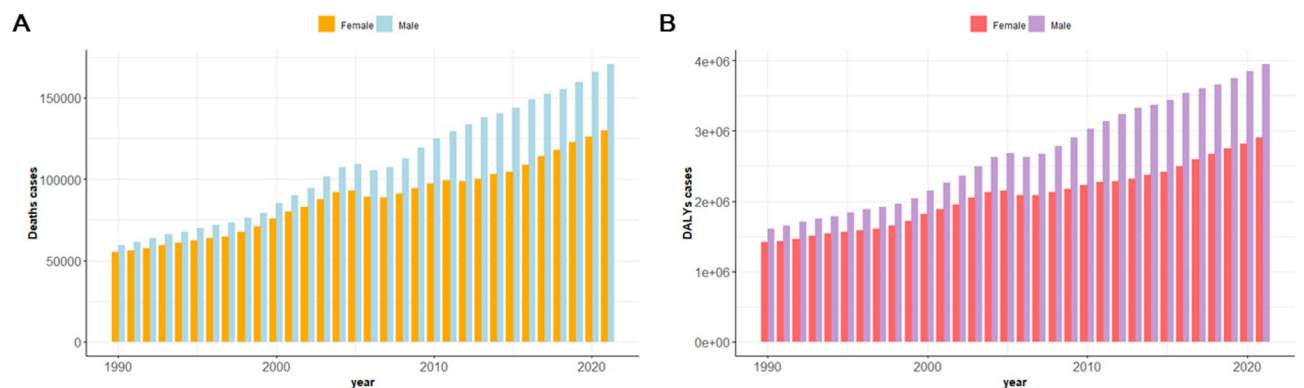 A
Female Male
Deaths cases
150000
100000
50000
0
1990 2000 2010 2020
year
B
Female Male
DALYs cases
4e+06
3e+06
2e+06
1e+06
0e+00
1990 2000 2010 2020
year